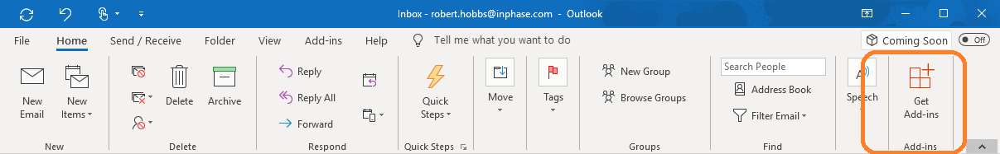 Inbox - robert.hobbs@inphase.com - Outlook
File Home Send / Receive Folder View Add-ins Help Tell me what you want to do Coming Soon Off
New Email
New Items
Delete
Archive
Reply
Reply All
Forward
Quick Steps
Move
Tags
New Group
Browse Groups
Search People
Address Book
Filter Email
A
Speech
Get Add-ins
New Delete Respond Quick Steps Groups Find Add-ins